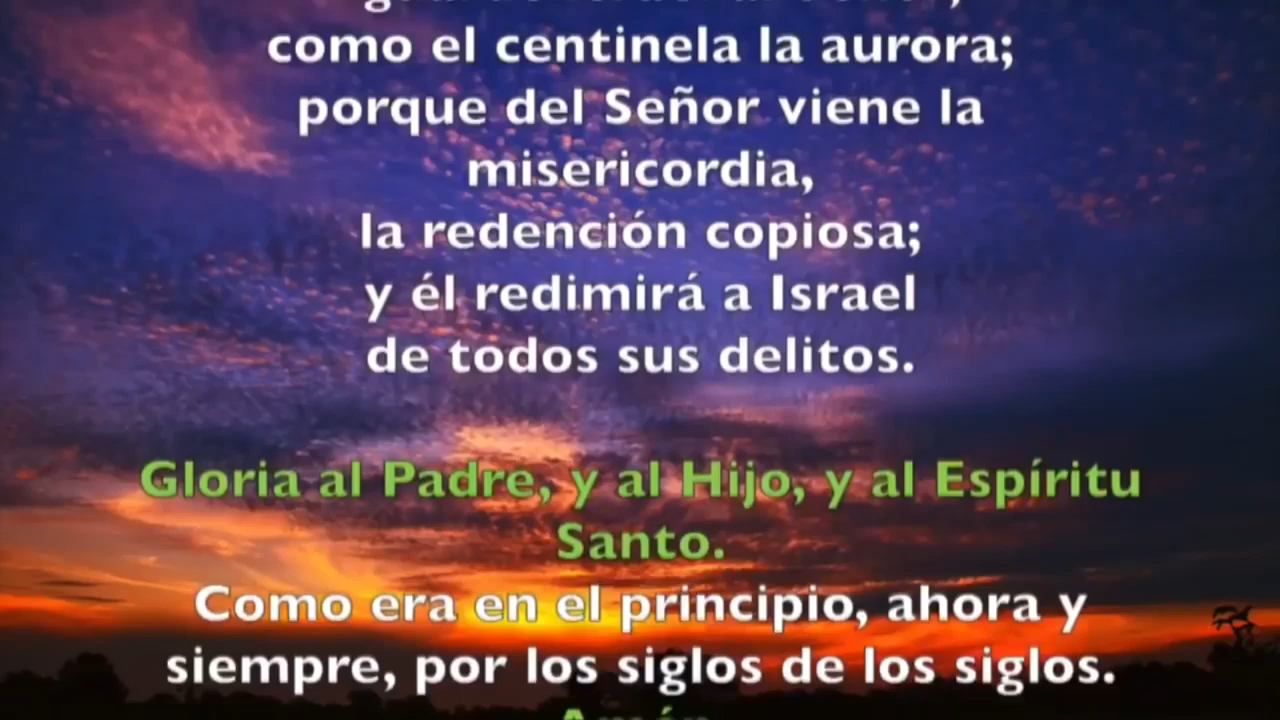 como el centinela la aurora;
porque del Señor viene la
misericordia,
la redención copiosa;
y él redimirá a Israel
de todos sus delitos.
Gloria al Padre, y al Hijo, y al Espíritu
Santo.
Como era en el principio, ahora y
siempre, por los siglos de los siglos.